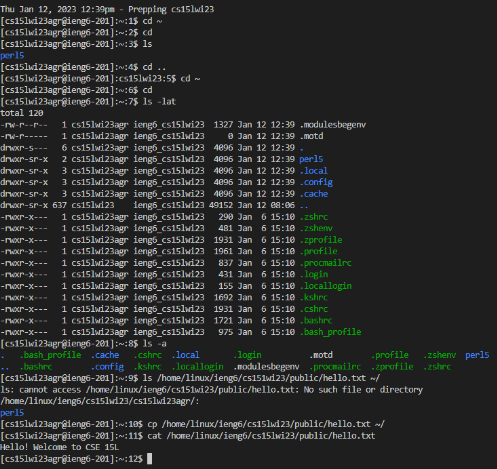 Thu Jan 12, 2023 12:39pm - Prepping cs15lwi23
[cs15lwi23agr@ieng6-201]:~:1$ cd ~
[cs15lwi23agr@ieng6-201]:~:2$ cd
[cs15lwi23agr@ieng6-201]:~:3$ ls
perl5
[cs15lwi23agr@ieng6-201]:~:4$ cd ..
[cs15lwi23agr@ieng6-201]:cs15lwi23:5$ cd ~
[cs15lwi23agr@ieng6-201]:~:6$ cd
[cs15lwi23agr@ieng6-201]:~:7$ ls -lat
total 120
-rw-r--r-- 1 cs15lwi23agr ieng6_cs15lwi23 1327 Jan 12 12:39 .modulesbegenv
-rw-r----- 1 cs15lwi23agr ieng6_cs15lwi23 0 Jan 12 12:39 .motd
drwxr-s--- 6 cs15lwi23agr ieng6_cs15lwi23 4096 Jan 12 12:39 .
drwxr-sr-x 2 cs15lwi23agr ieng6_cs15lwi23 4096 Jan 12 12:39 perl5
drwxr-sr-x 3 cs15lwi23agr ieng6_cs15lwi23 4096 Jan 12 12:39 .local
drwxr-sr-x 3 cs15lwi23agr ieng6_cs15lwi23 4096 Jan 12 12:39 .config
drwxr-sr-x 3 cs15lwi23agr ieng6_cs15lwi23 4096 Jan 12 12:39 .cache
drwxr-sr-x 637 cs15lwi23 ieng6_cs15lwi23 49152 Jan 12 08:06 ..
-rwxr-x--- 1 cs15lwi23agr ieng6_cs15lwi23 290 Jan 6 15:10 .zshrc
-rwxr-x--- 1 cs15lwi23agr ieng6_cs15lwi23 481 Jan 6 15:10 .zshenv
-rwxr-x--- 1 cs15lwi23agr ieng6_cs15lwi23 1931 Jan 6 15:10 .zprofile
-rwxr-x--- 1 cs15lwi23agr ieng6_cs15lwi23 1961 Jan 6 15:10 .profile
-rwxr-x--- 1 cs15lwi23agr ieng6_cs15lwi23 837 Jan 6 15:10 .procmailrc
-rwxr-x--- 1 cs15lwi23agr ieng6_cs15lwi23 431 Jan 6 15:10 .login
-rwxr-x--- 1 cs15lwi23agr ieng6_cs15lwi23 155 Jan 6 15:10 .locallogin
-rwxr-x--- 1 cs15lwi23agr ieng6_cs15lwi23 1692 Jan 6 15:10 .kshrc
-rwxr-x--- 1 cs15lwi23agr ieng6_cs15lwi23 1931 Jan 6 15:10 .cshrc
-rwxr-x--- 1 cs15lwi23agr ieng6_cs15lwi23 1721 Jan 6 15:10 .bashrc
-rwxr-x--- 1 cs15lwi23agr ieng6_cs15lwi23 975 Jan 6 15:10 .bash_profile
[cs15lwi23agr@ieng6-201]:~:8$ ls -a
. .bash_profile .cache .cshrc .local .login .motd .profile .zshenv perl5
.. .bashrc .config .kshrc .locallogin .modulesbegenv .procmailrc .zprofile .zshrc
[cs15lwi23agr@ieng6-201]:~:9$ ls /home/linux/ieng6/cs151wi23/public/hello.txt ~/
ls: cannot access /home/linux/ieng6/cs151wi23/public/hello.txt: No such file or directory
/home/linux/ieng6/cs15lwi23/cs15lwi23agr/:
perl5
[cs15lwi23agr@ieng6-201]:~:10$ cp /home/linux/ieng6/cs15lwi23/public/hello.txt ~/
[cs15lwi23agr@ieng6-201]:~:11$ cat /home/linux/ieng6/cs15lwi23/public/hello.txt
Hello! Welcome to CSE 15L
[cs15lwi23agr@ieng6-201]:~:12$